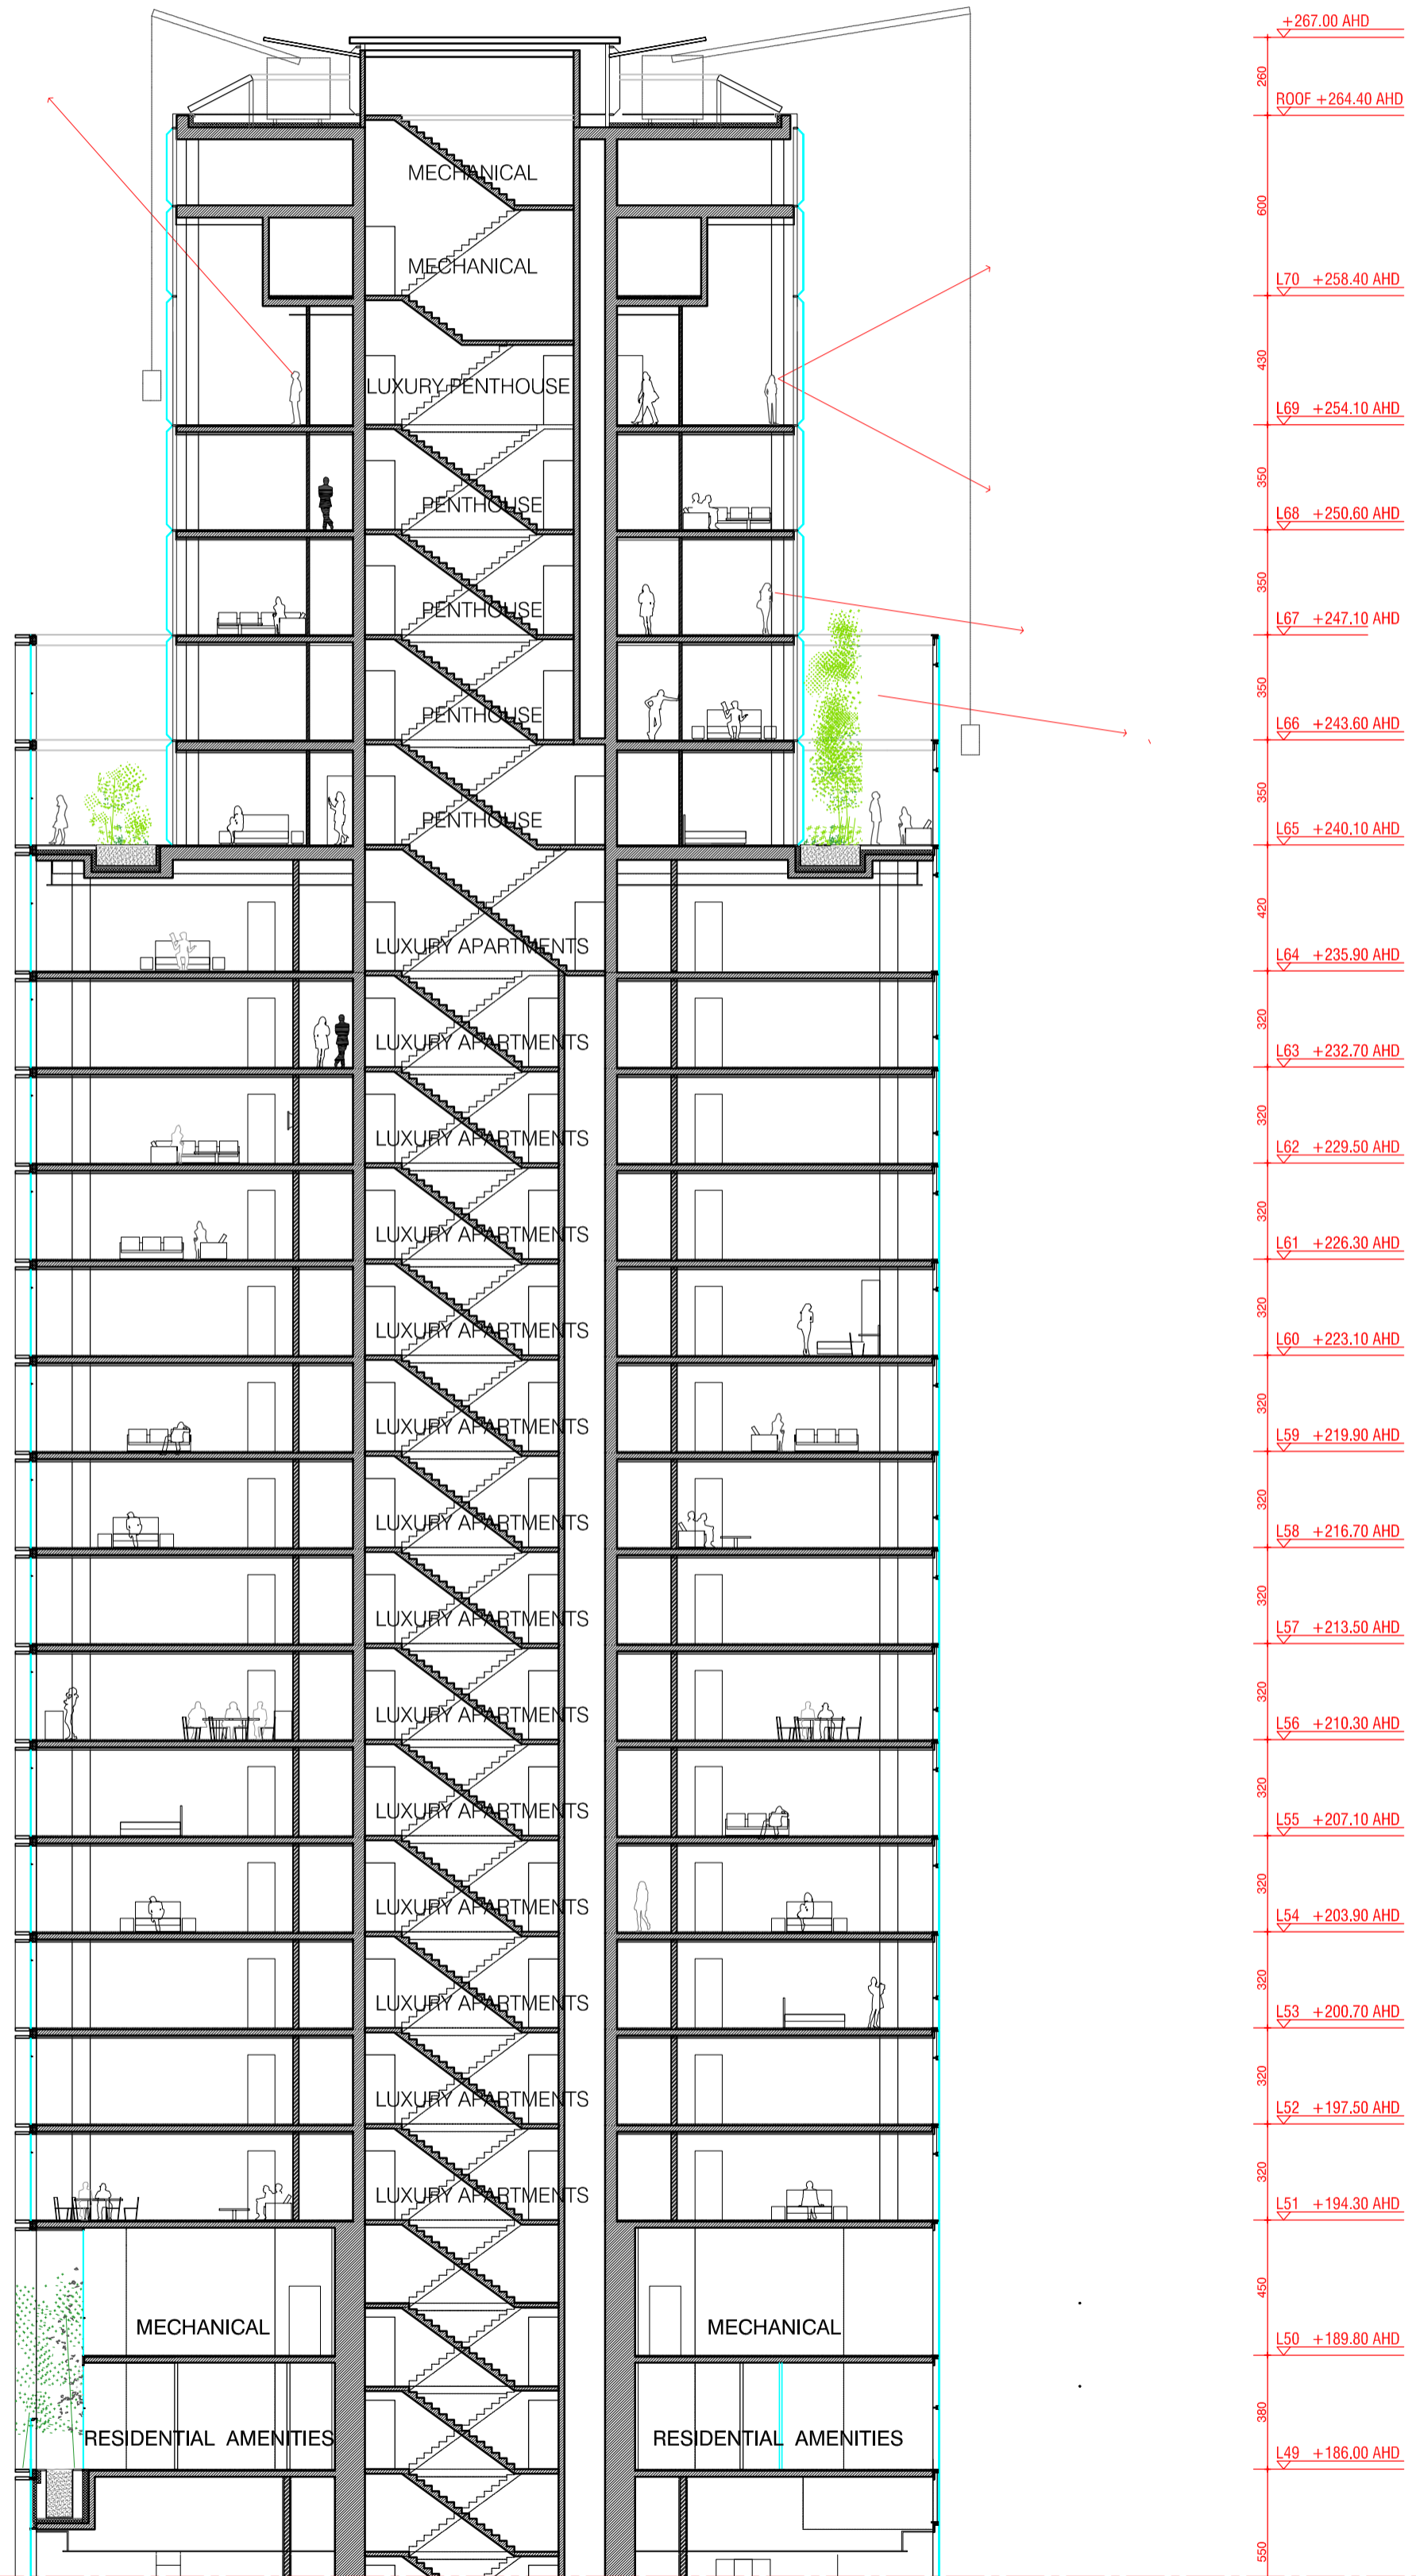 +267.00 AHD
260
ROOF +264.40 AHD
MECHANICAL
600
MECHANICAL
L70 +258.40 AHD
430
LUXURY PENTHOUSE
L69 +254.10 AHD
350
PENTHOUSE
L68 +250.60 AHD
350
PENTHOUSE
L67 +247.10 AHD
350
PENTHOUSE
L66 +243.60 AHD
350
PENTHOUSE
L65 +240.10 AHD
420
LUXURY APARTMENTS
L64 +235.90 AHD
320
LUXURY APARTMENTS
L63 +232.70 AHD
320
LUXURY APARTMENTS
L62 +229.50 AHD
320
LUXURY APARTMENTS
L61 +226.30 AHD
320
LUXURY APARTMENTS
L60 +223.10 AHD
320
LUXURY APARTMENTS
L59 +219.90 AHD
320
LUXURY APARTMENTS
L58 +216.70 AHD
320
LUXURY APARTMENTS
L57 +213.50 AHD
320
LUXURY APARTMENTS
L56 +210.30 AHD
320
LUXURY APARTMENTS
L55 +207.10 AHD
320
LUXURY APARTMENTS
L54 +203.90 AHD
320
LUXURY APARTMENTS
L53 +200.70 AHD
320
LUXURY APARTMENTS
L52 +197.50 AHD
320
LUXURY APARTMENTS
L51 +194.30 AHD
450
MECHANICAL MECHANICAL
L50 +189.80 AHD
380
RESIDENTIAL AMENITIES RESIDENTIAL AMENITIES
L49 +186.00 AHD
550